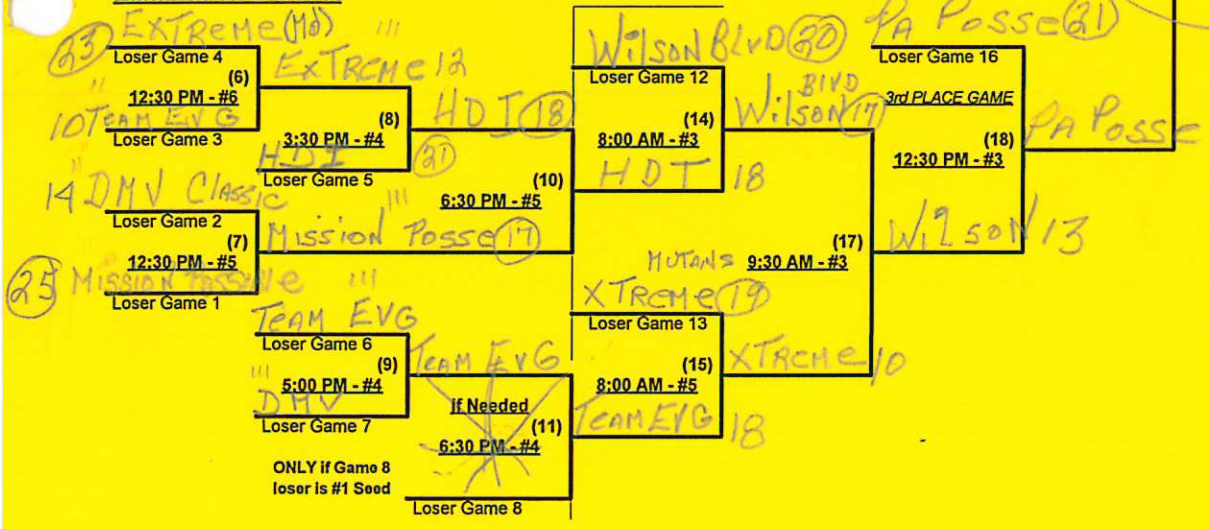 EXTREME (Md)
23
Loser Game 4
(6)
12:30 PM - #6
10 TEAM EVG
Loser Game 3
14 DMV Classic
Loser Game 2
(7)
12:30 PM - #5
25 Mission Possible
Loser Game 1
EXTREME 12
(8)
3:30 PM - #4
HDI 21
Loser Game 5
HDI 18
(10)
6:30 PM - #5
Mission Posse 17
TEAM EVG
Loser Game 6
(9)
5:00 PM - #4
DMV
Loser Game 7
TEAM EVG
If Needed
(11)
6:30 PM - #4
ONLY if Game 8
loser is #1 Seed
Loser Game 8
Wilson BLVD 20
Loser Game 12
(14)
8:00 AM - #3
HDT 18
BLVD
Wilson 17
MUTANS
(17)
9:30 AM - #3
XTREME 19
Loser Game 13
(15)
8:00 AM - #5
TEAM EVG 18
XTREME 10
PA POSSE 21
Loser Game 16
3rd PLACE GAME
(18)
12:30 PM - #3
Wilson 13
PA POSSE